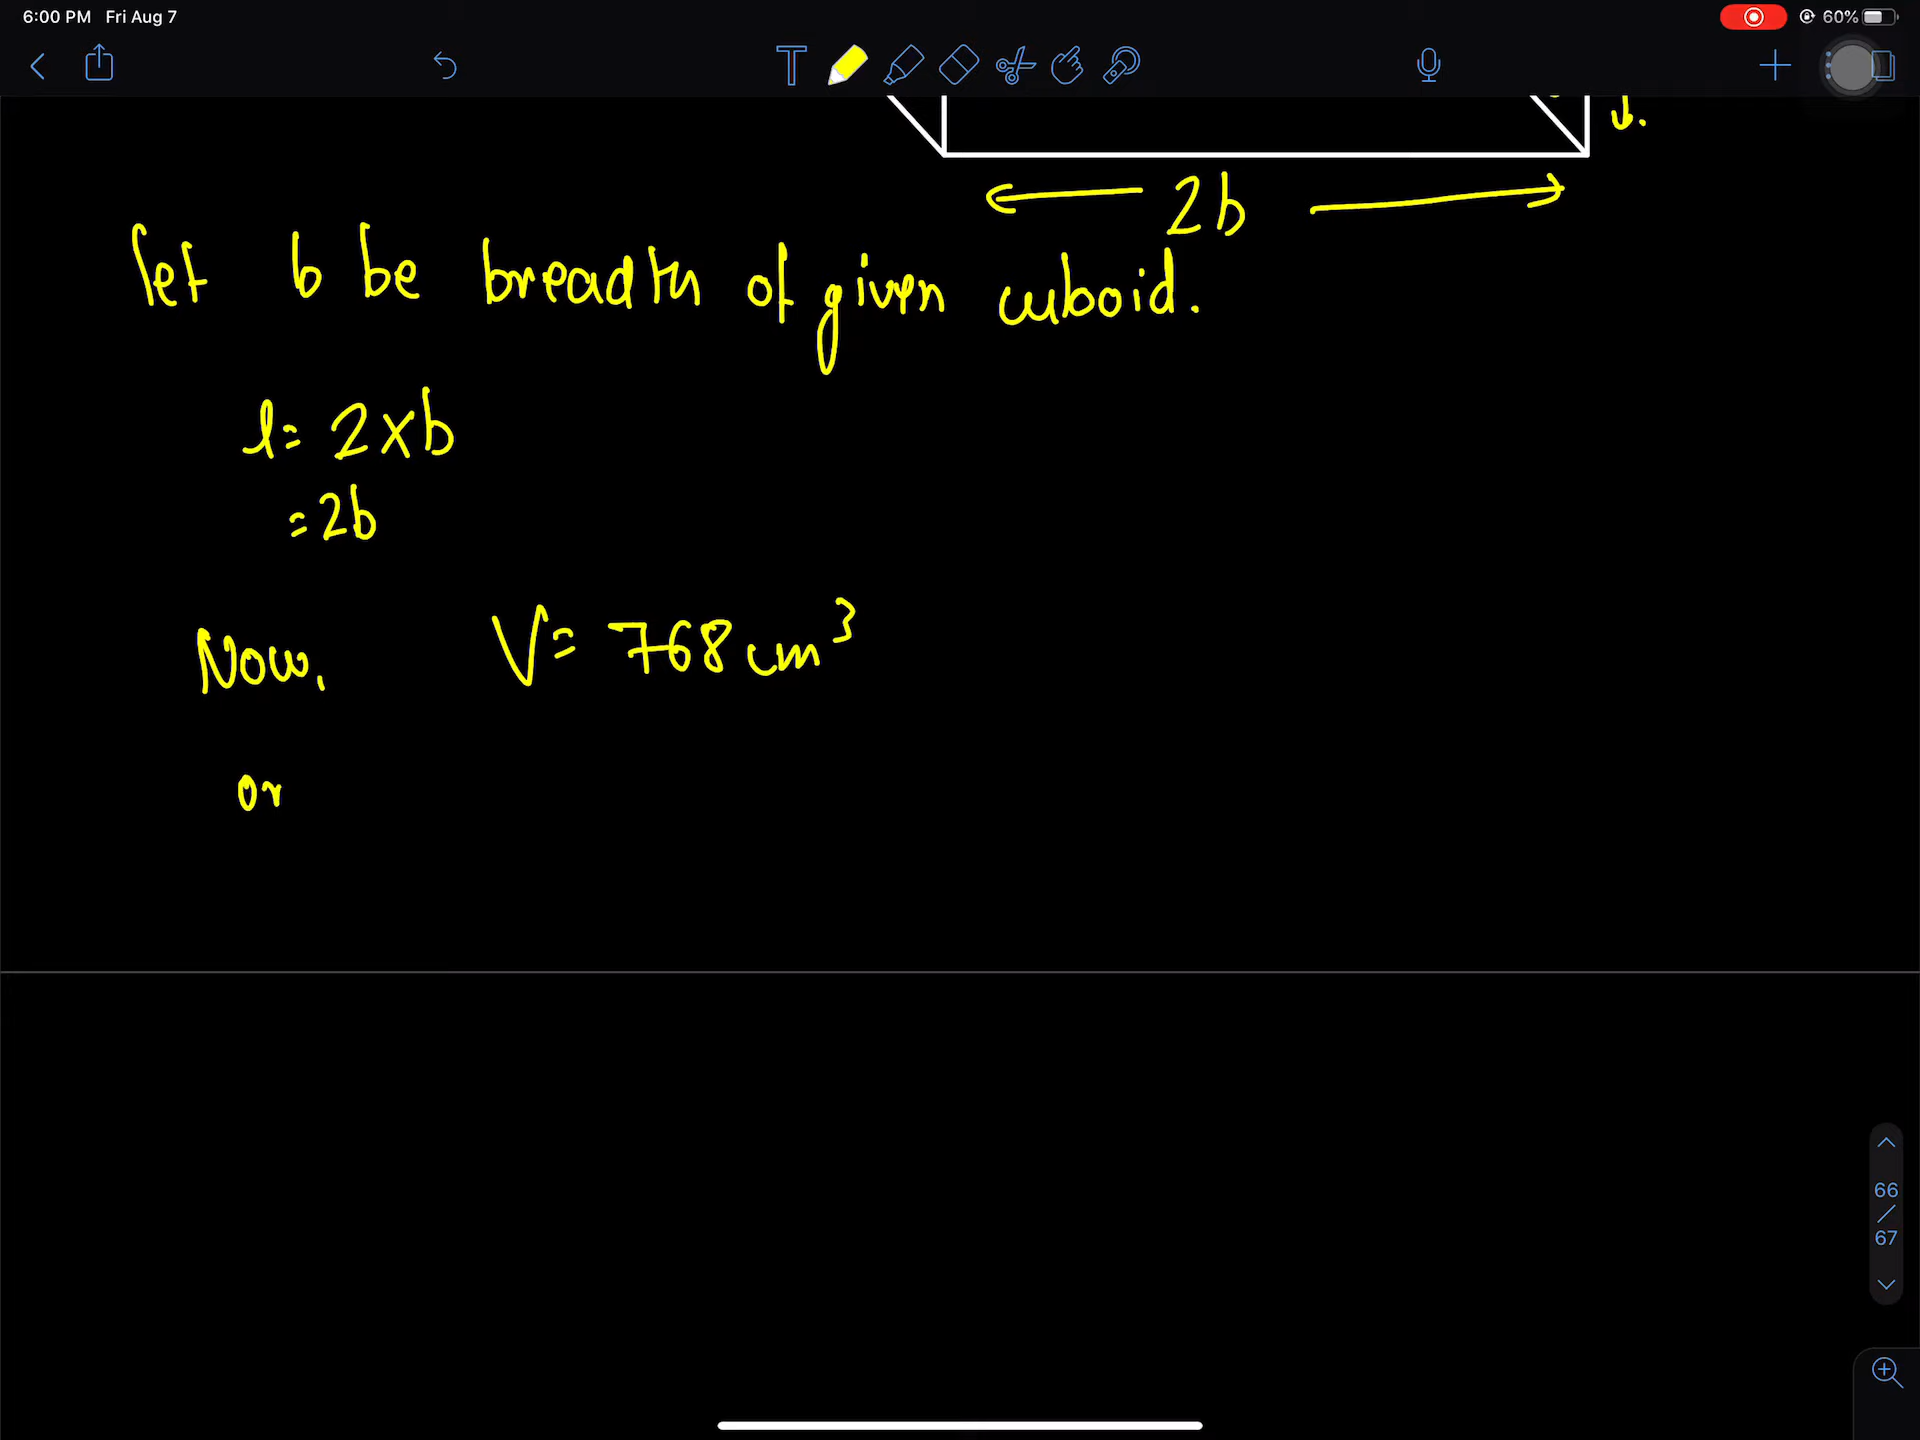 6:00 PM Fri Aug 7
60%
T
2b
let b be breadth of given cuboid.
l = 2×b
= 2b
Now, V = 768 cm³
or
66
/
67